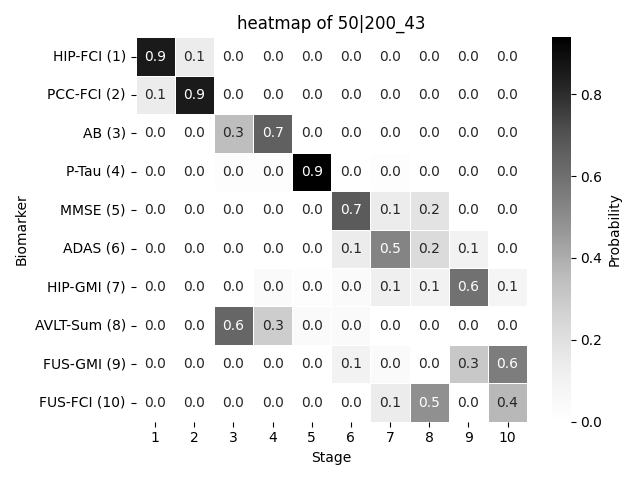 heatmap of 50|200_43
HIP-FCI (1) 0.9 0.1 0.0 0.0 0.0 0.0 0.0 0.0 0.0 0.0
PCC-FCI (2) 0.1 0.9 0.0 0.0 0.0 0.0 0.0 0.0 0.0 0.0
AB (3) 0.0 0.0 0.3 0.7 0.0 0.0 0.0 0.0 0.0 0.0
P-Tau (4) 0.0 0.0 0.0 0.0 0.9 0.0 0.0 0.0 0.0 0.0
MMSE (5) 0.0 0.0 0.0 0.0 0.0 0.7 0.1 0.2 0.0 0.0
ADAS (6) 0.0 0.0 0.0 0.0 0.0 0.1 0.5 0.2 0.1 0.0
HIP-GMI (7) 0.0 0.0 0.0 0.0 0.0 0.0 0.1 0.1 0.6 0.1
AVLT-Sum (8) 0.0 0.0 0.6 0.3 0.0 0.0 0.0 0.0 0.0 0.0
FUS-GMI (9) 0.0 0.0 0.0 0.0 0.0 0.1 0.0 0.0 0.3 0.6
FUS-FCI (10) 0.0 0.0 0.0 0.0 0.0 0.0 0.1 0.5 0.0 0.4
1 2 3 4 5 6 7 8 9 10
Stage
Biomarker
0.8
0.6
0.4
0.2
0.0
Probability